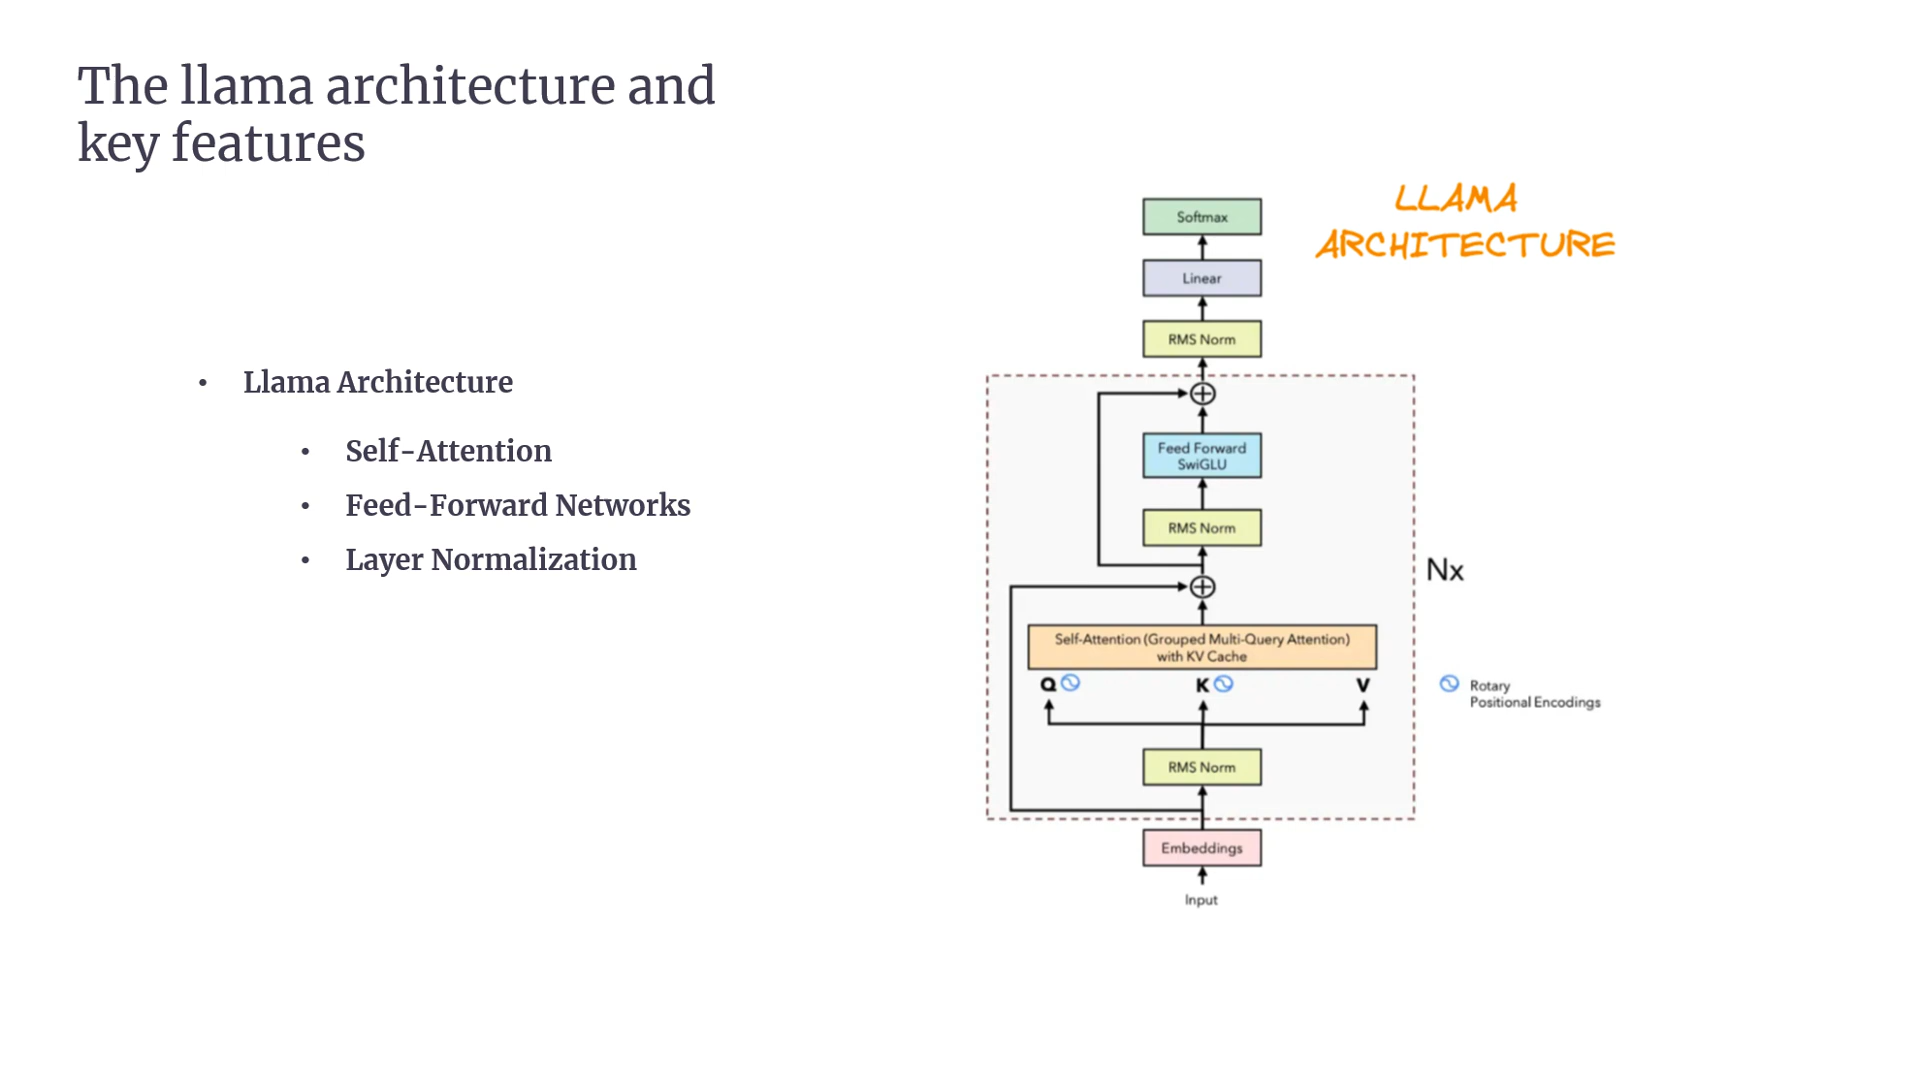 The llama architecture and
key features
• Llama Architecture
• Self-Attention
• Feed-Forward Networks
• Layer Normalization
LLAMA
ARCHITECTURE
Softmax
Linear
RMS Norm
Feed Forward
SwiGLU
RMS Norm
Nx
Self-Attention (Grouped Multi-Query Attention)
with KV Cache
Q K V
Rotary
Positional Encodings
RMS Norm
Embeddings
Input